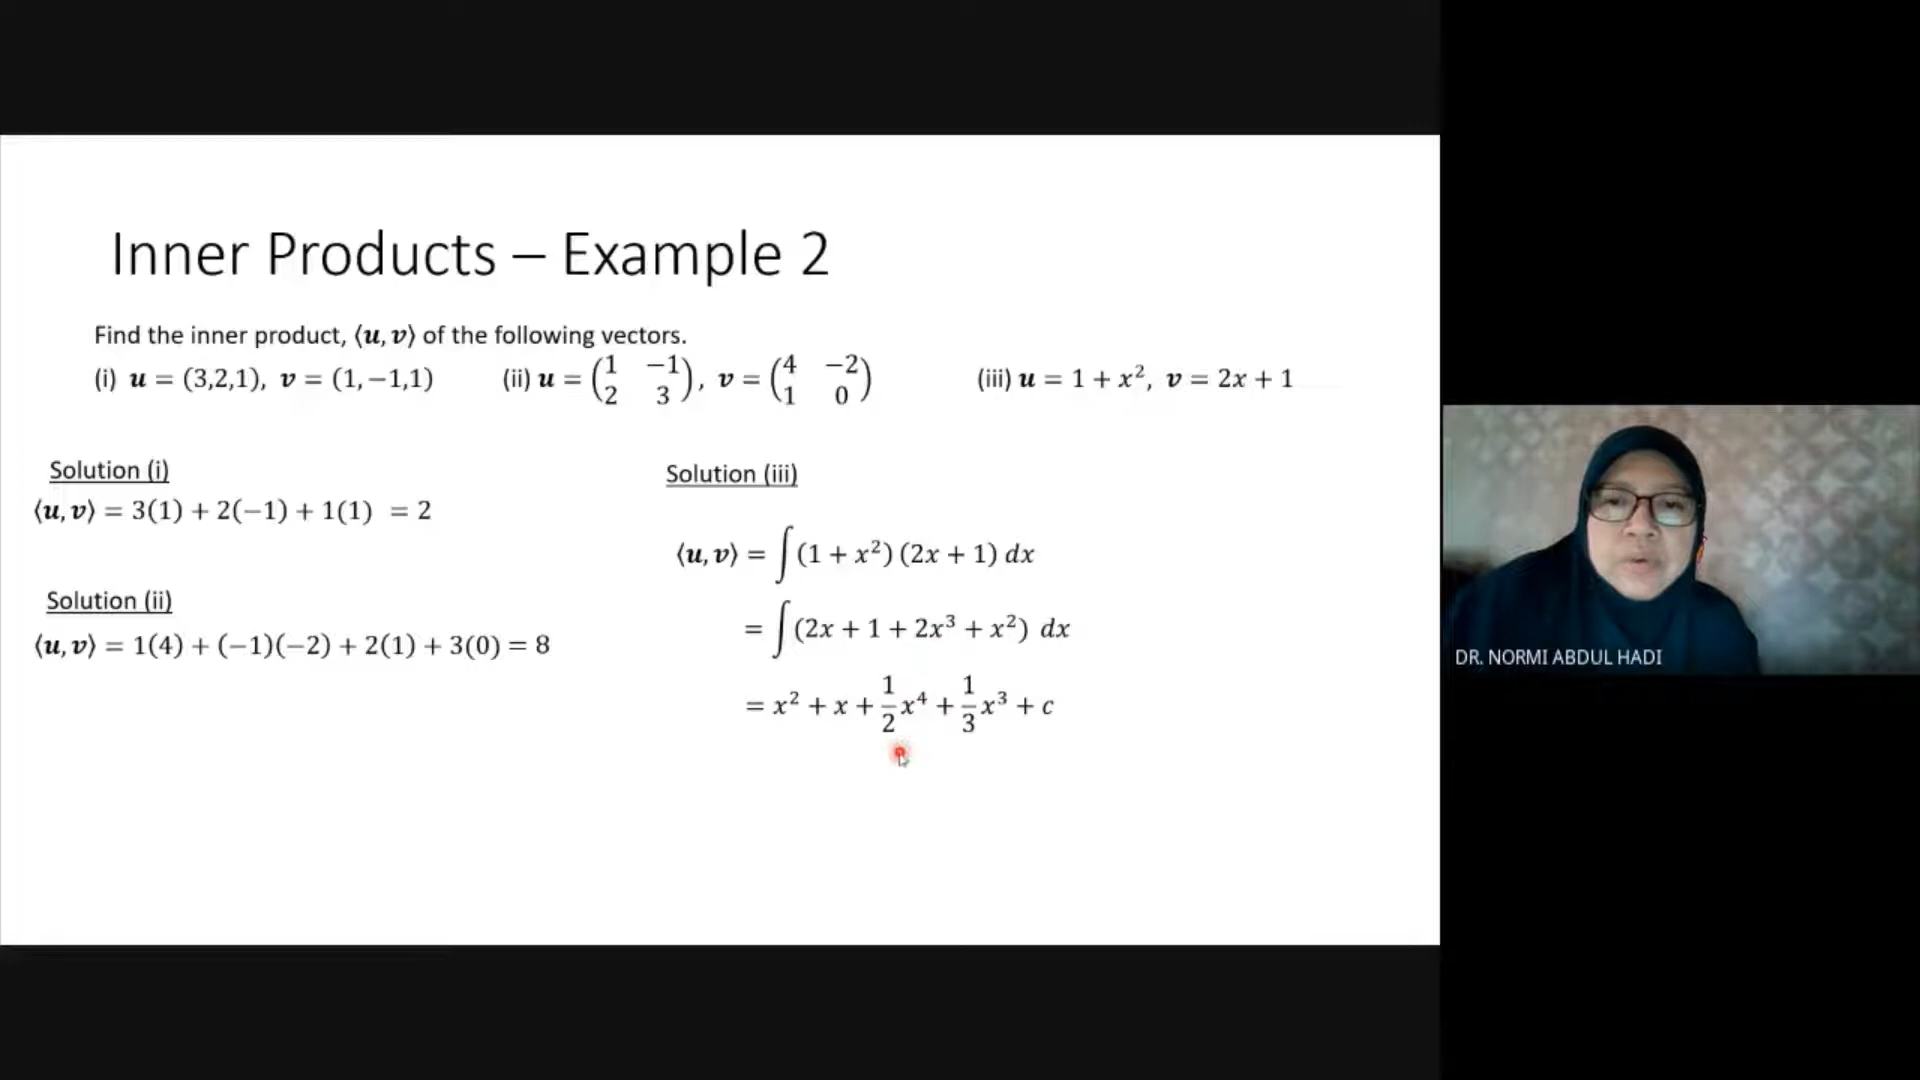 Inner Products – Example 2
Find the inner product, ⟨u, v⟩ of the following vectors.
(i) u = (3,2,1), v = (1,−1,1) (ii) u = (1 −1; 2 3), v = (4 −2; 1 0) (iii) u = 1 + x², v = 2x + 1
Solution (i)
⟨u, v⟩ = 3(1) + 2(−1) + 1(1) = 2
Solution (ii)
⟨u, v⟩ = 1(4) + (−1)(−2) + 2(1) + 3(0) = 8
Solution (iii)
⟨u, v⟩ = ∫(1 + x²) (2x + 1) dx
= ∫(2x + 1 + 2x³ + x²) dx
= x² + x + 1/2 x⁴ + 1/3 x³ + c
DR. NORMI ABDUL HADI